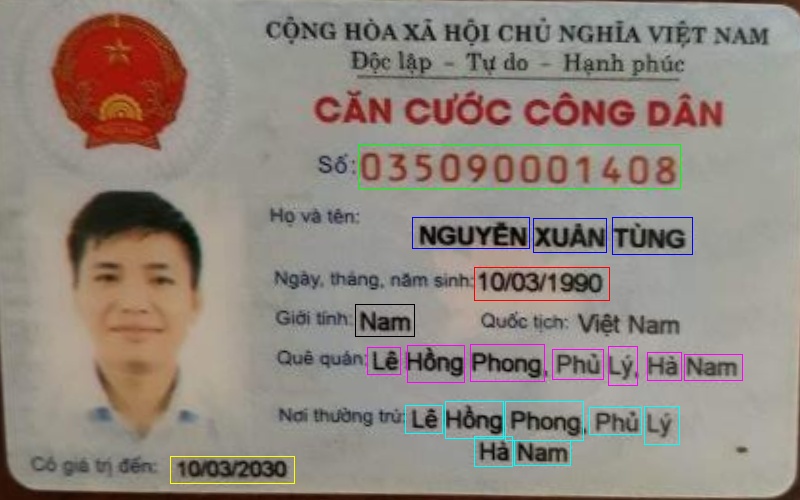 CỘNG HÒA XÃ HỘI CHỦ NGHĨA VIỆT NAM
Độc lập - Tự do - Hạnh phúc
CĂN CƯỚC CÔNG DÂN
Số: 035090001408
Họ và tên: NGUYỄN XUÂN TÙNG
Ngày, tháng, năm sinh: 10/03/1990
Giới tính: Nam Quốc tịch: Việt Nam
Quê quán: Lê Hồng Phong, Phủ Lý, Hà Nam
Nơi thường trú: Lê Hồng Phong, Phủ Lý
Hà Nam
Có giá trị đến: 10/03/2030